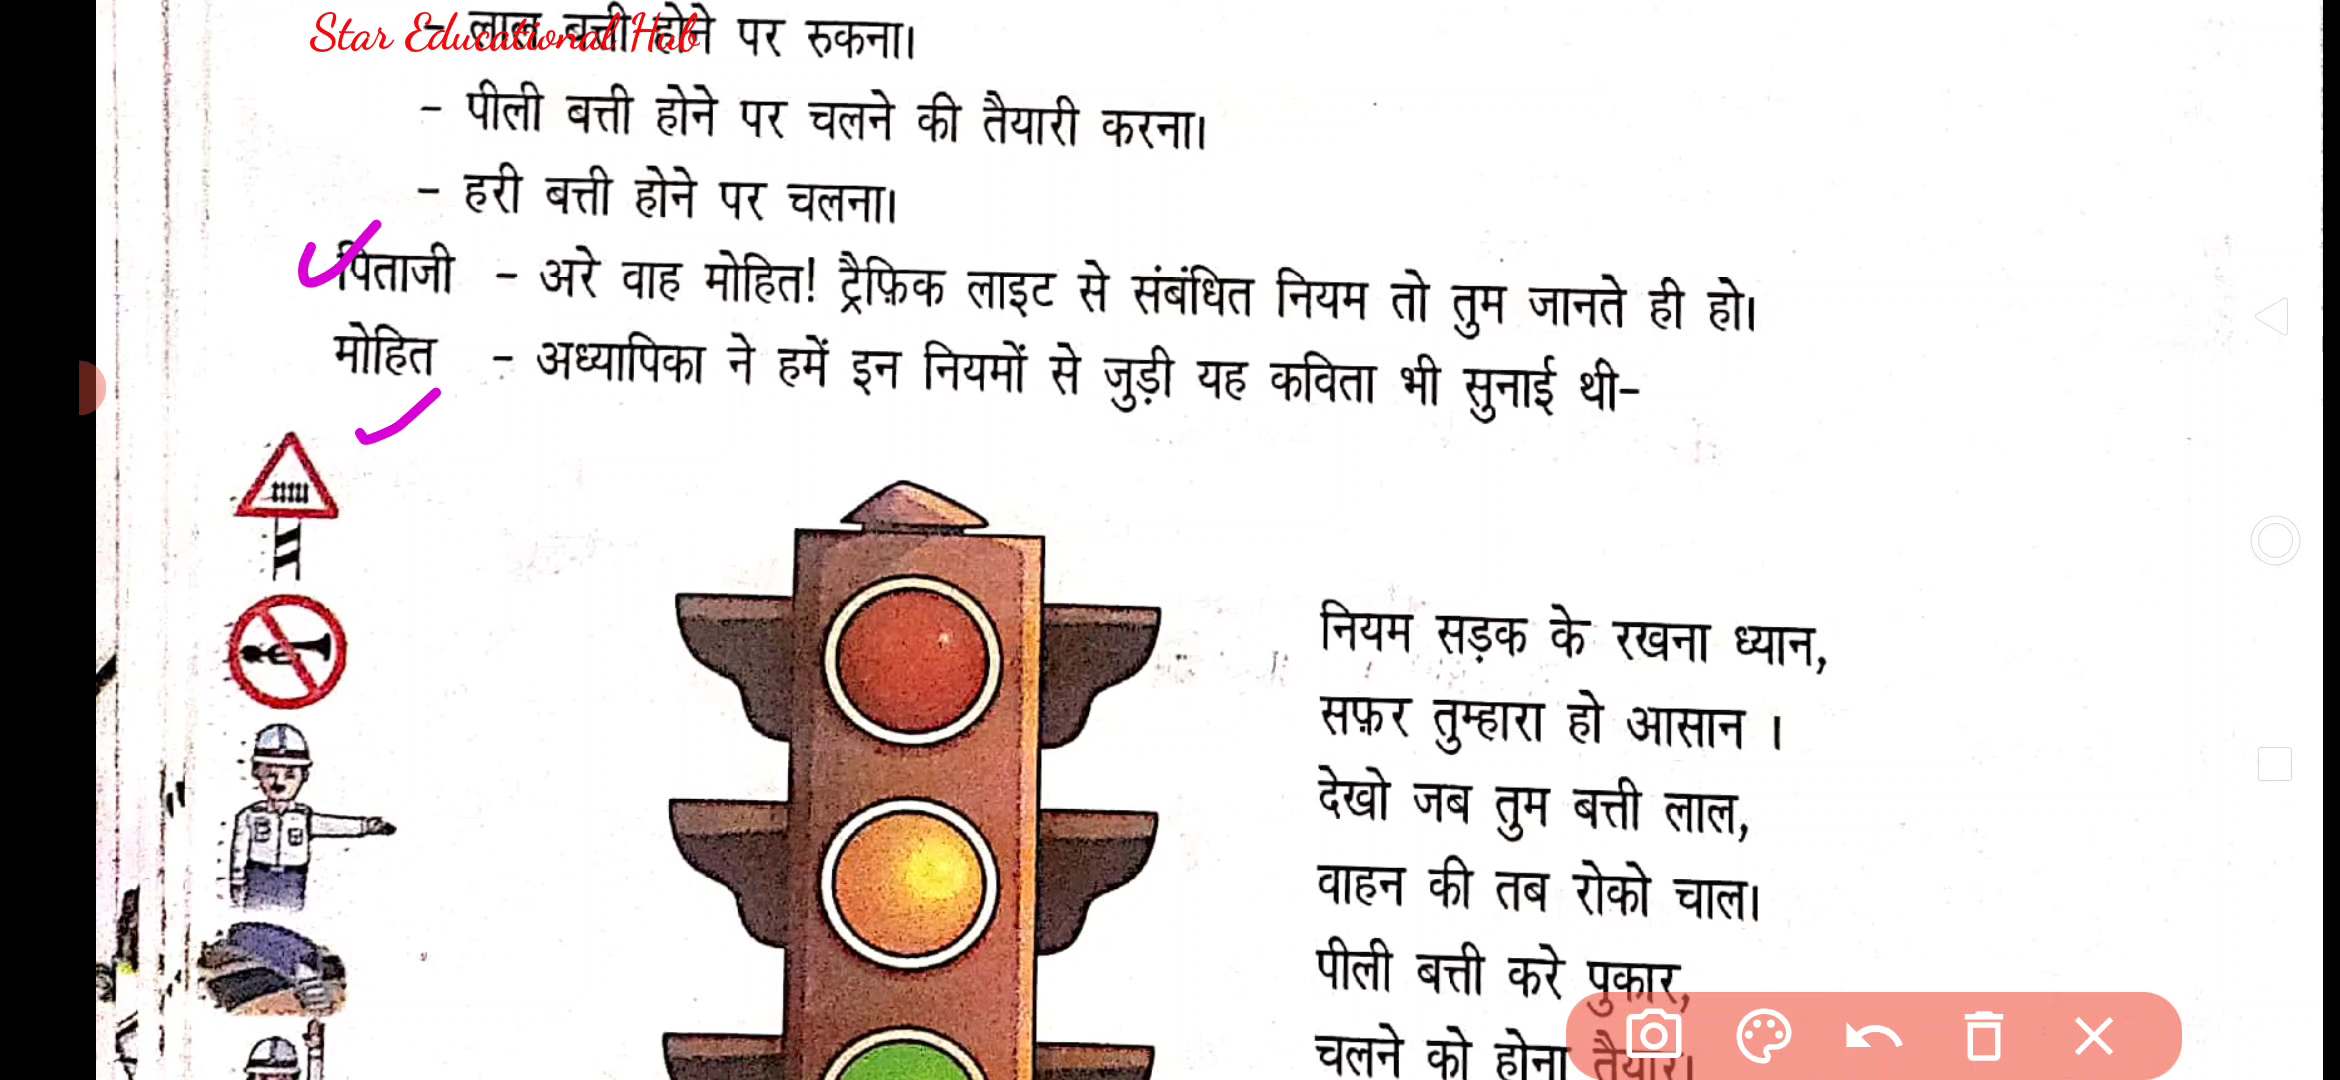 Star Educational Hub
- लाल बत्ती होने पर रुकना।
- पीली बत्ती होने पर चलने की तैयारी करना।
- हरी बत्ती होने पर चलना।
पिताजी - अरे वाह मोहित! ट्रैफ़िक लाइट से संबंधित नियम तो तुम जानते ही हो।
मोहित - अध्यापिका ने हमें इन नियमों से जुड़ी यह कविता भी सुनाई थी-
नियम सड़क के रखना ध्यान,
सफ़र तुम्हारा हो आसान ।
देखो जब तुम बत्ती लाल,
वाहन की तब रोको चाल।
पीली बत्ती करे पुकार,
चलने को होना तैयार।